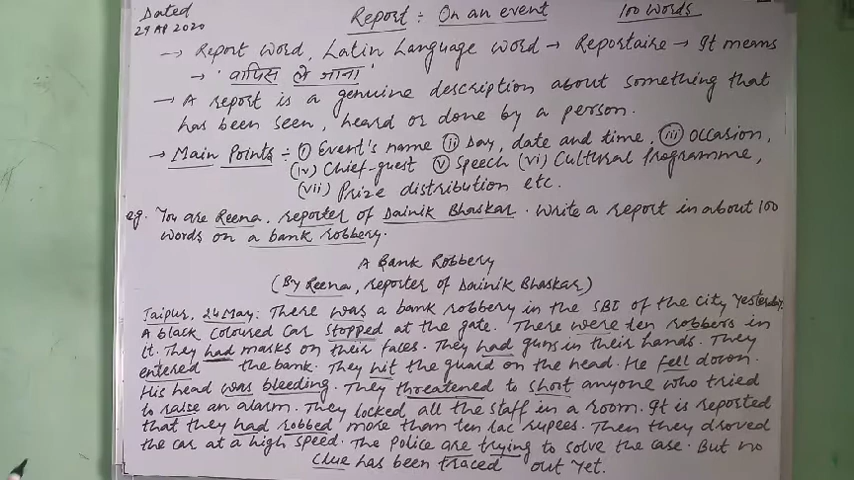 Dated
29 AP 2020
Report :- On an event 100 Words
→ Report word, Latin Language word → Reportaire → It means
→ 'वापिस ले जाना'
→ A report is a genuine description about something that
has been seen, heard or done by a person.
→ Main Points :- (i) Event's name (ii) Day, date and time, (iii) Occasion,
(iv) Chief-guest (v) Speech (vi) Cultural Programme,
(vii) Prize distribution etc.
eg. You are Reena, reporter of Dainik Bhaskar. Write a report in about 100
words on a bank robbery.
A Bank Robbery
(By Reena, reporter of Dainik Bhaskar)
Jaipur, 24 May: There was a bank robbery in the SBI of the city yesterday.
A black coloured car stopped at the gate. There were ten robbers in
it. They had masks on their faces. They had guns in their hands. They
entered the bank. They hit the guard on the head. He fell down.
His head was bleeding. They threatened to shoot anyone who tried
to raise an alarm. They locked all the staff in a room. It is reported
that they had robbed more than ten lac rupees. Then they droved
the car at a high speed. The police are trying to solve the case. But no
clue has been traced out yet.